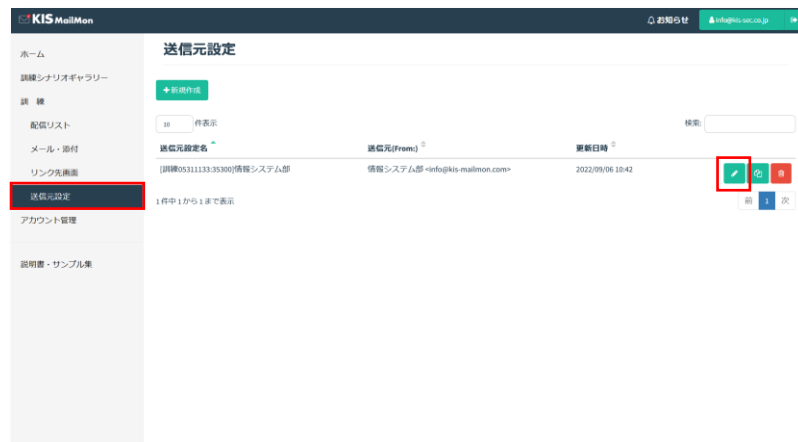 KIS MailMon
お知らせ
info@kis-sec.co.jp
ホーム
訓練シナリオギャラリー
訓 練
配信リスト
メール・添付
リンク先画面
送信元設定
アカウント管理
説明書・サンプル集
送信元設定
+新規作成
10 件表示
検索:
送信元設定名 送信元(From:) 更新日時
[訓練05311133:35300]情報システム部 情報システム部 <info@kis-mailmon.com> 2022/09/06 10:42
1 件中 1 から 1 まで表示
前 1 次